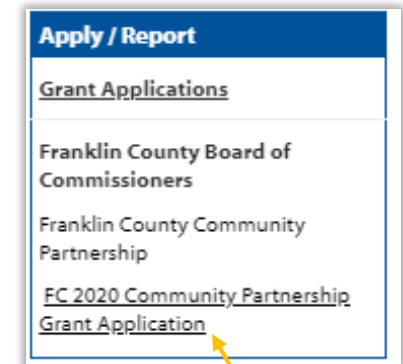 Apply / Report
Grant Applications
Franklin County Board of
Commissioners
Franklin County Community
Partnership
FC 2020 Community Partnership
Grant Application